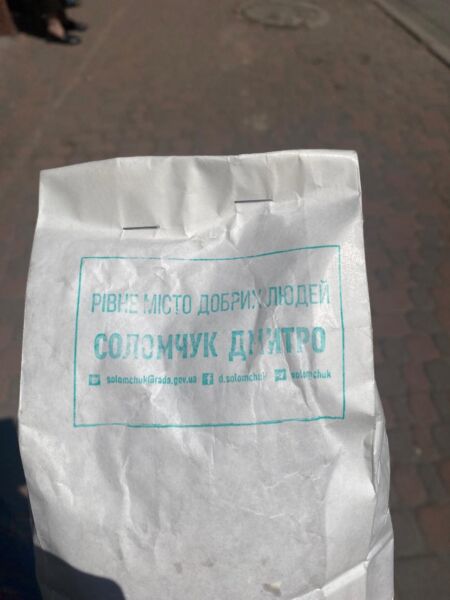 РІВНЕ МІСТО ДОБРИХ ЛЮДЕЙ
СОЛОМЧУК ДМИТРО
solomchuk@rada.gov.ua d.solomchuk solomchuk